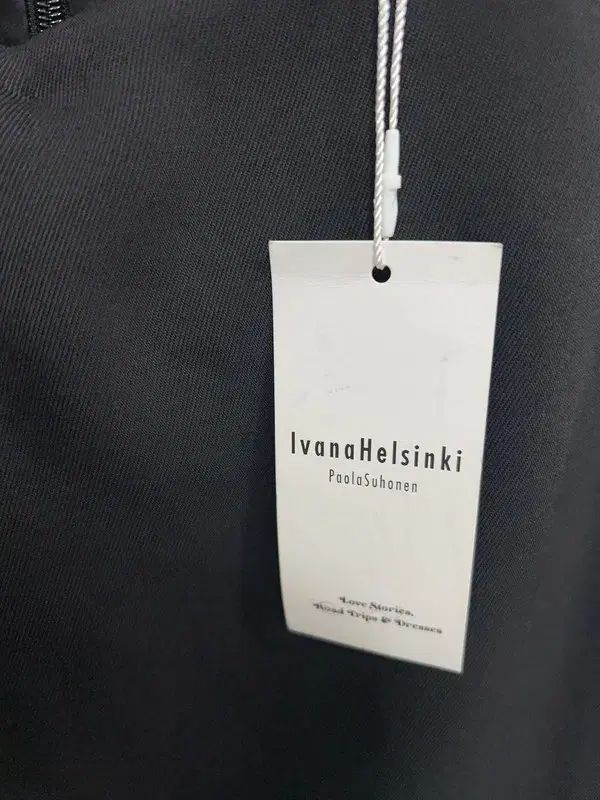 IvanaHelsinki
PaolaSuhonen
Love Stories,
Road Trips & Dresses